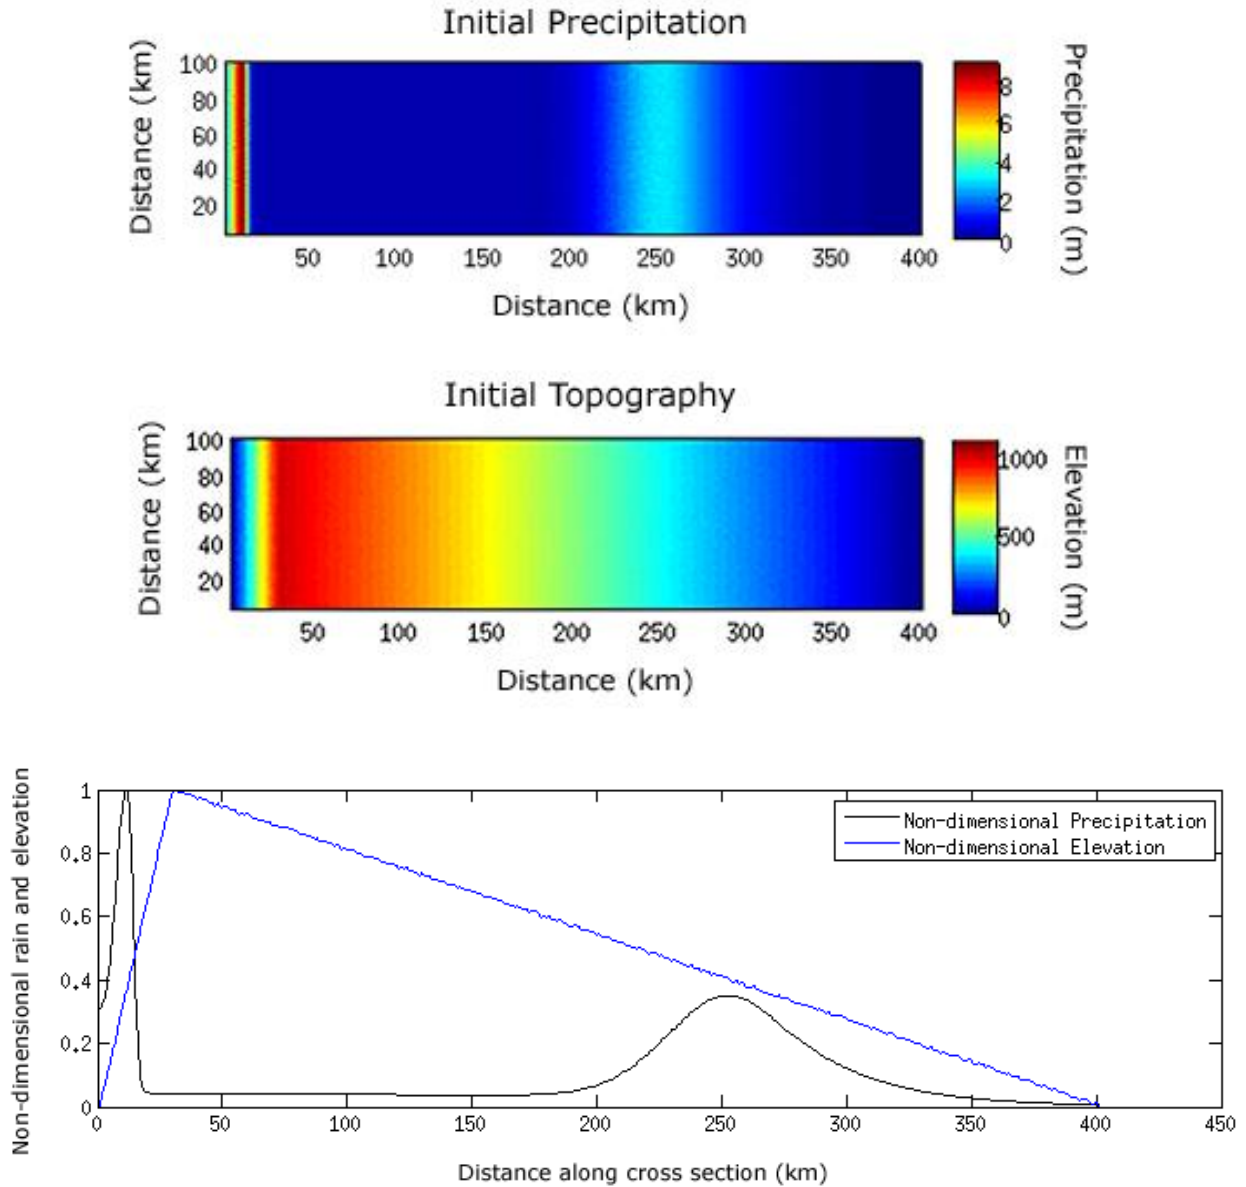 Initial Precipitation
Distance (km)
100
80
60
40
20
50 100 150 200 250 300 350 400
Distance (km)
8
6
4
2
0
Precipitation (m)
Initial Topography
Distance (km)
100
80
60
40
20
50 100 150 200 250 300 350 400
Distance (km)
1000
500
0
Elevation (m)
Non-dimensional rain and elevation
1
0.8
0.6
0.4
0.2
0
Non-dimensional Precipitation
Non-dimensional Elevation
0 50 100 150 200 250 300 350 400 450
Distance along cross section (km)